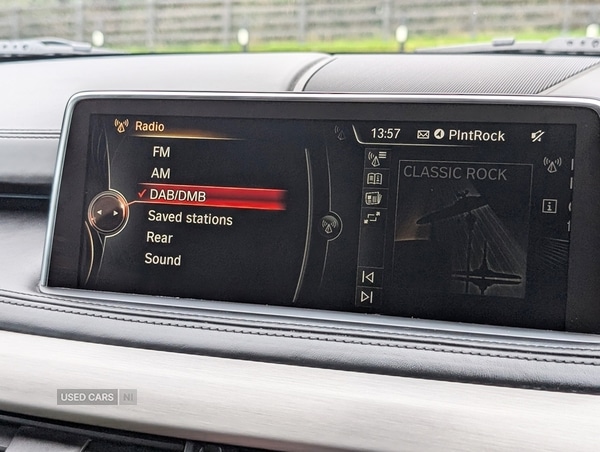 Radio
13:57 PlntRock
FM
AM
DAB/DMB
Saved stations
Rear
Sound
CLASSIC ROCK
USED CARS NI